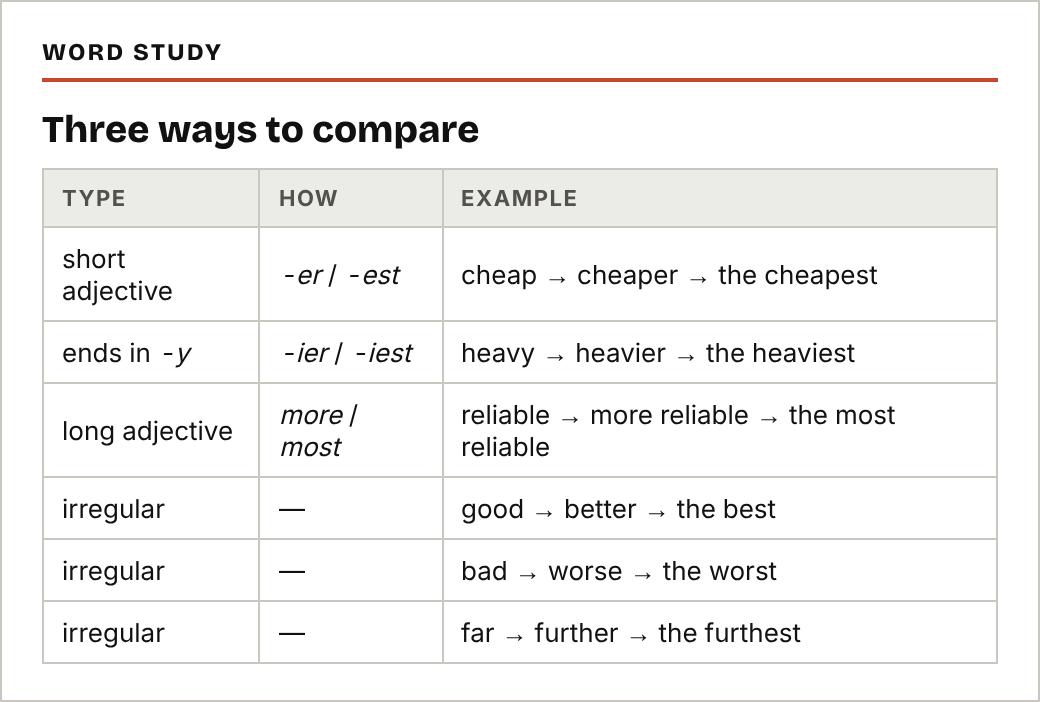 WORD STUDY
Three ways to compare
TYPE HOW EXAMPLE
short adjective -er / -est cheap → cheaper → the cheapest
ends in -y -ier / -iest heavy → heavier → the heaviest
long adjective more / most reliable → more reliable → the most reliable
irregular — good → better → the best
irregular — bad → worse → the worst
irregular — far → further → the furthest